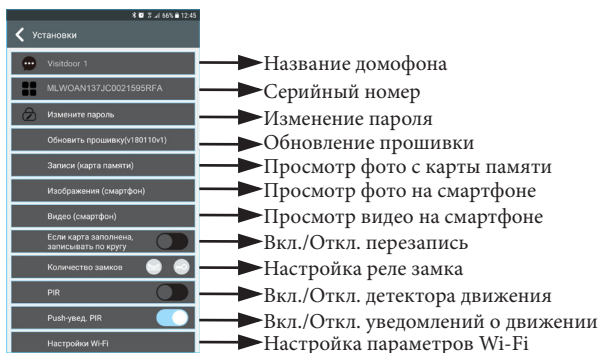 66% 12:45
Установки
Visitdoor 1
Название домофона
MLWOAN137JC0021595RFA
Серийный номер
Измените пароль
Изменение пароля
Обновить прошивку(v180110v1)
Обновление прошивки
Записи (карта памяти)
Просмотр фото с карты памяти
Изображения (смартфон)
Просмотр фото на смартфоне
Видео (смартфон)
Просмотр видео на смартфоне
Если карта заполнена,
записывать по кругу
Вкл./Откл. перезапись
Количество замков
Настройка реле замка
PIR
Вкл./Откл. детектора движения
Push-увед. PIR
Вкл./Откл. уведомлений о движении
Настройки Wi-Fi
Настройка параметров Wi-Fi